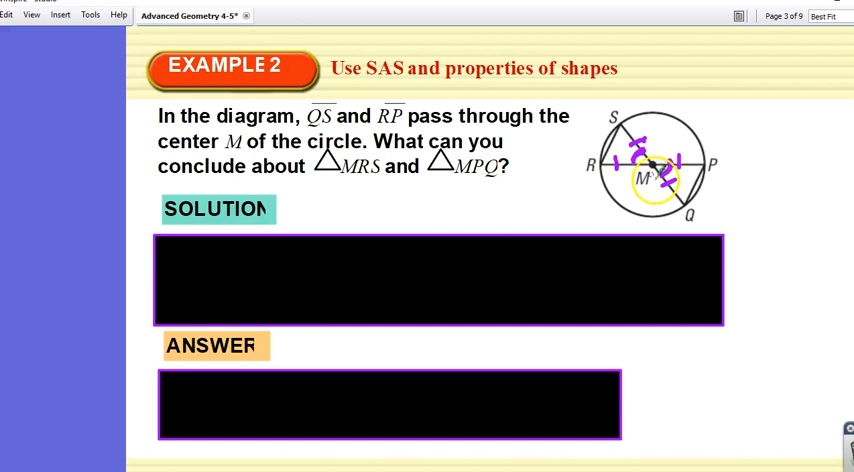 Edit View Insert Tools Help Advanced Geometry 4-5* Page 3 of 9 Best Fit
EXAMPLE 2 Use SAS and properties of shapes
In the diagram, QS and RP pass through the
center M of the circle. What can you
conclude about △MRS and △MPQ?
S
R
P
M
Q
SOLUTION
ANSWER